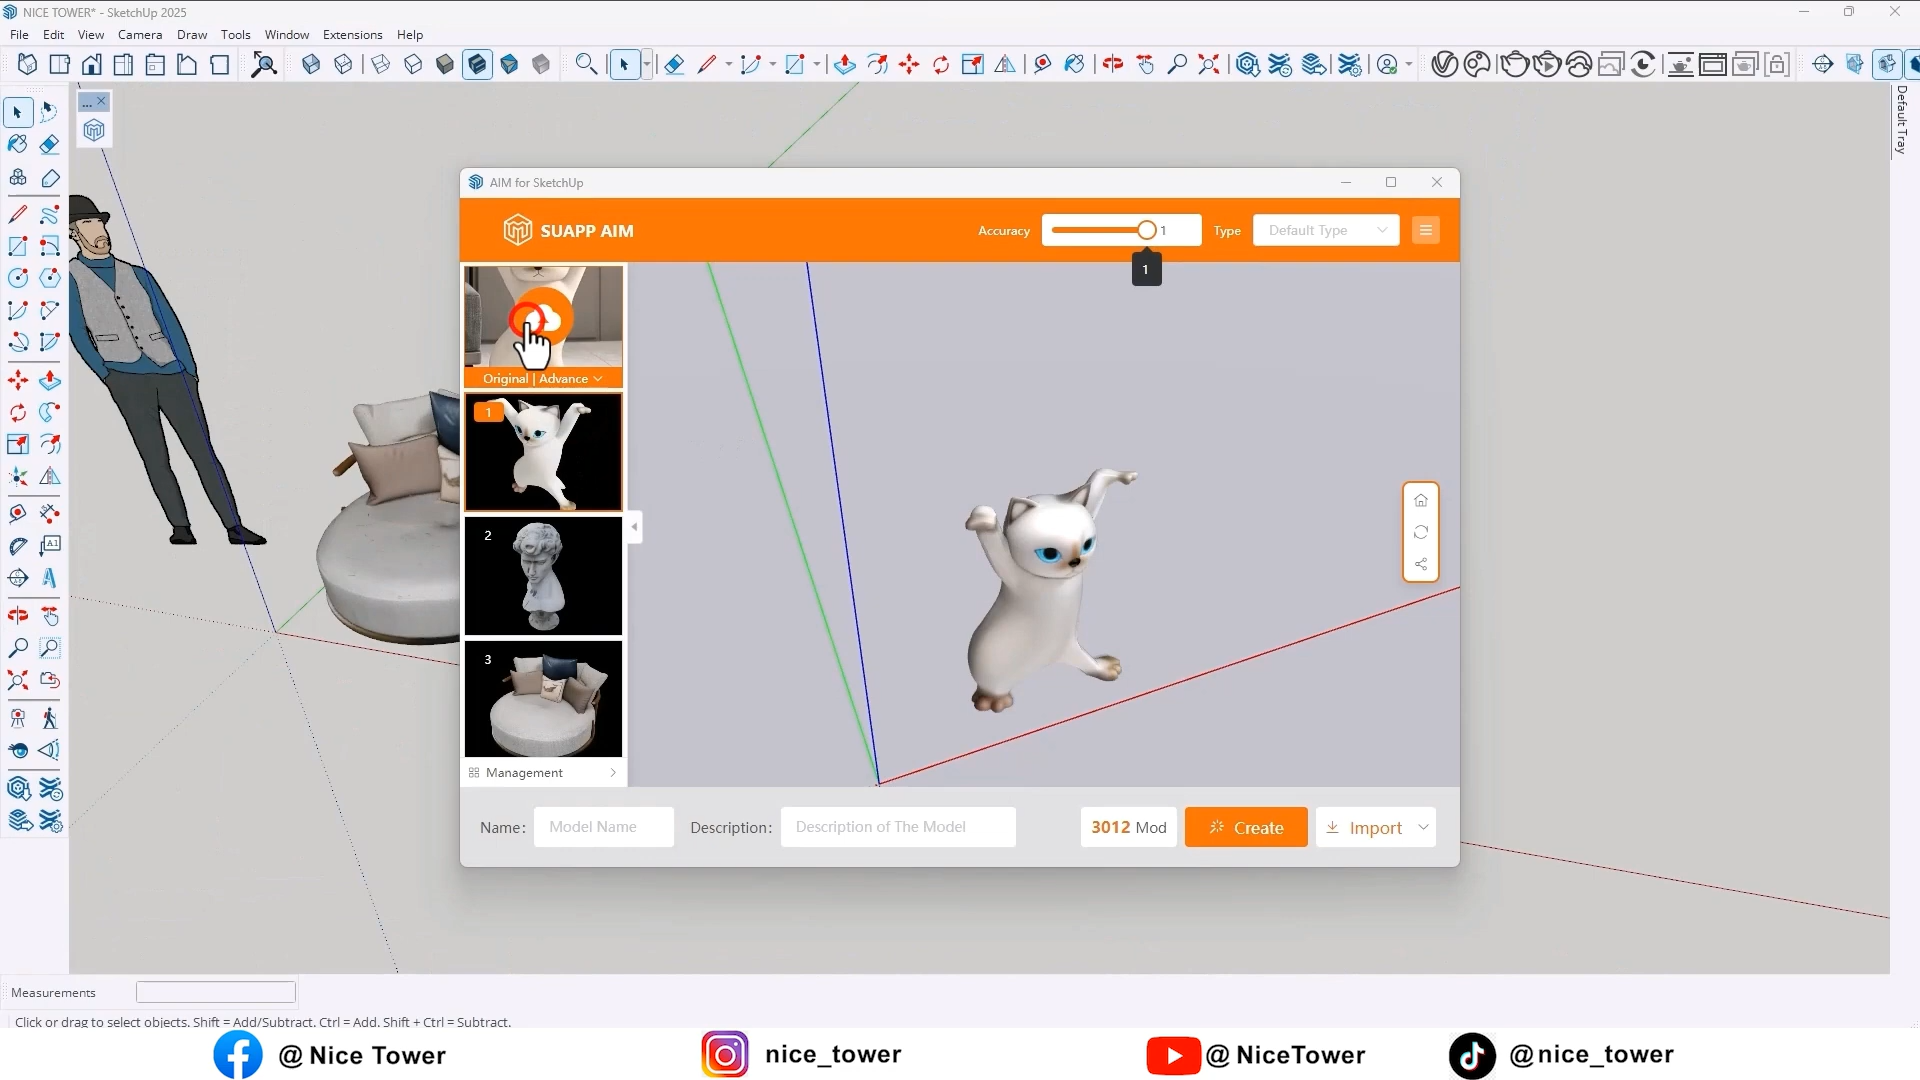 NICE TOWER* - SketchUp 2025
File Edit View Camera Draw Tools Window Extensions Help
...
Default Tray
AIM for SketchUp
SUAPP AIM
Accuracy 1 Type Default Type
1
Original | Advance
1
2
3
Management
Name: Model Name Description: Description of The Model 3012 Mod Create Import
A1
Measurements
Click or drag to select objects. Shift = Add/Subtract. Ctrl = Add. Shift + Ctrl = Subtract.
@ Nice Tower nice_tower @ NiceTower @nice_tower